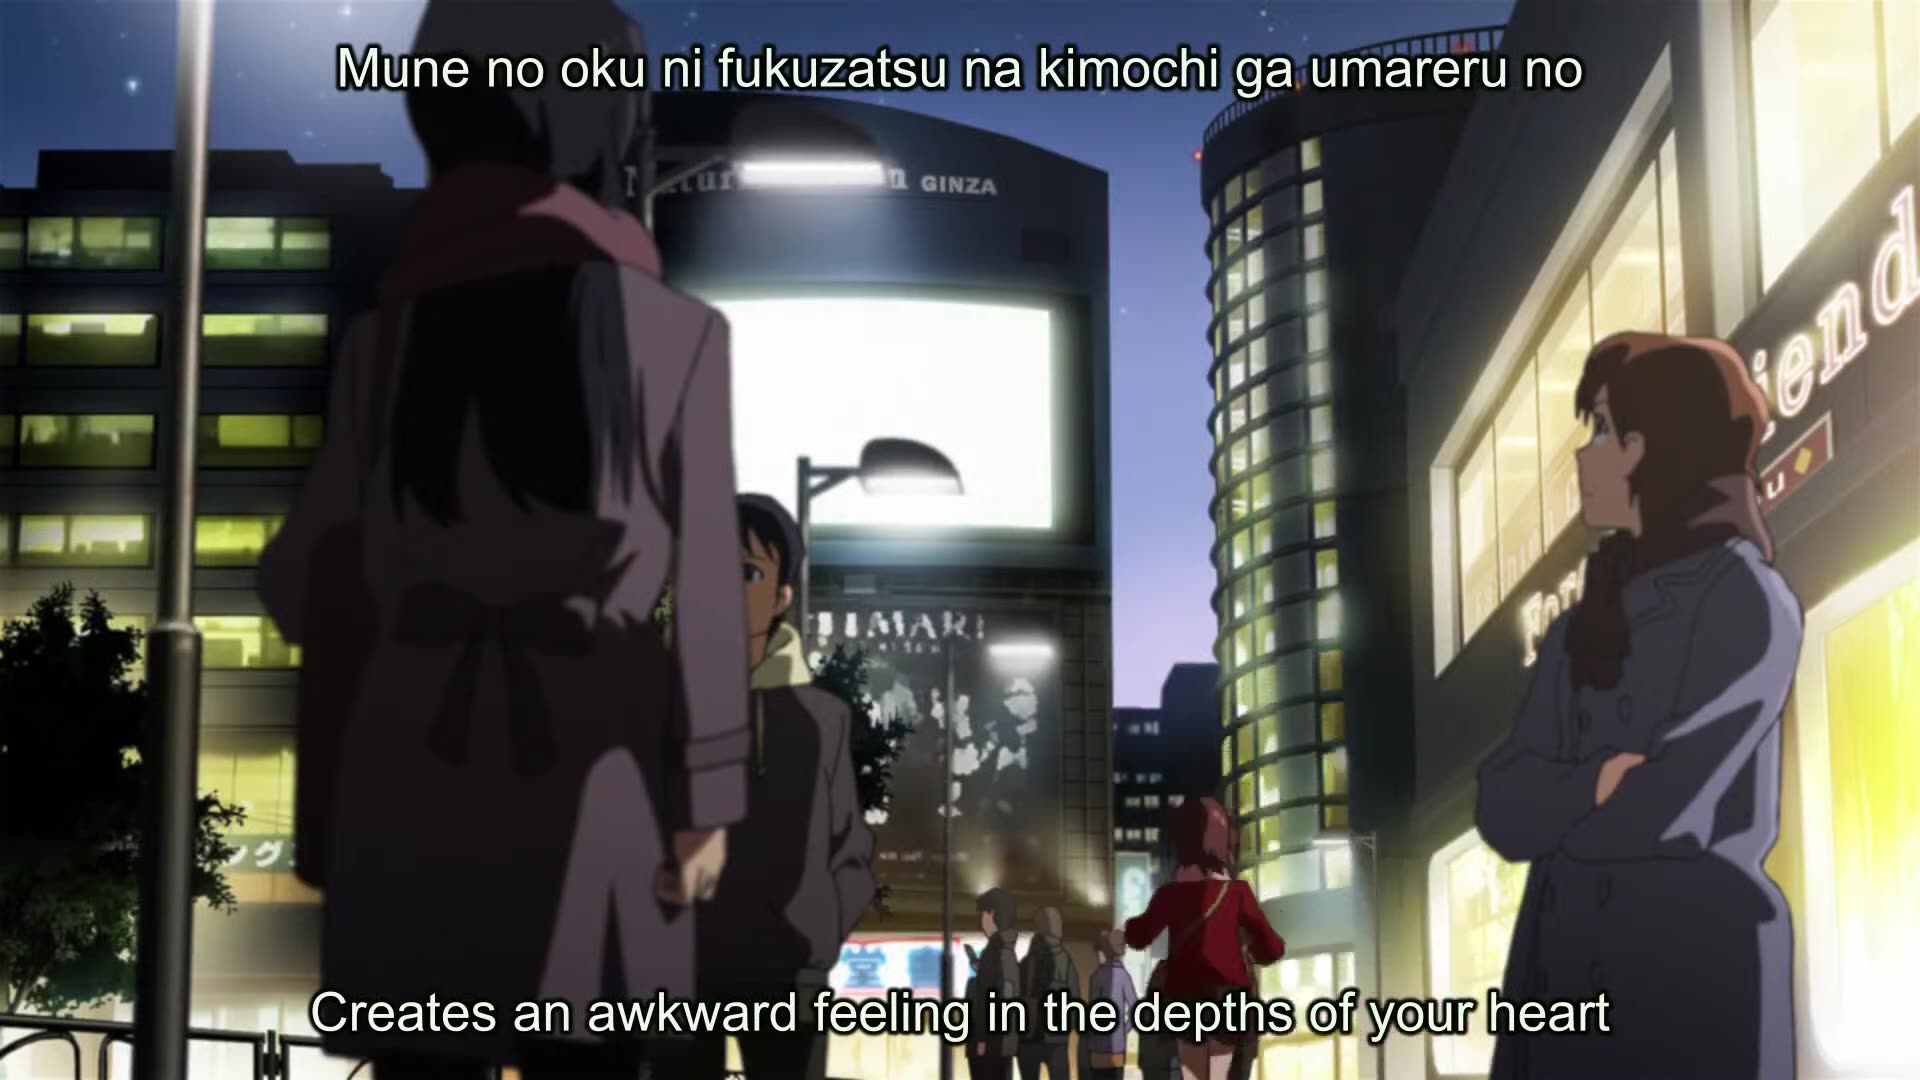 Mune no oku ni fukuzatsu na kimochi ga umareru no
GINZA
Creates an awkward feeling in the depths of your heart